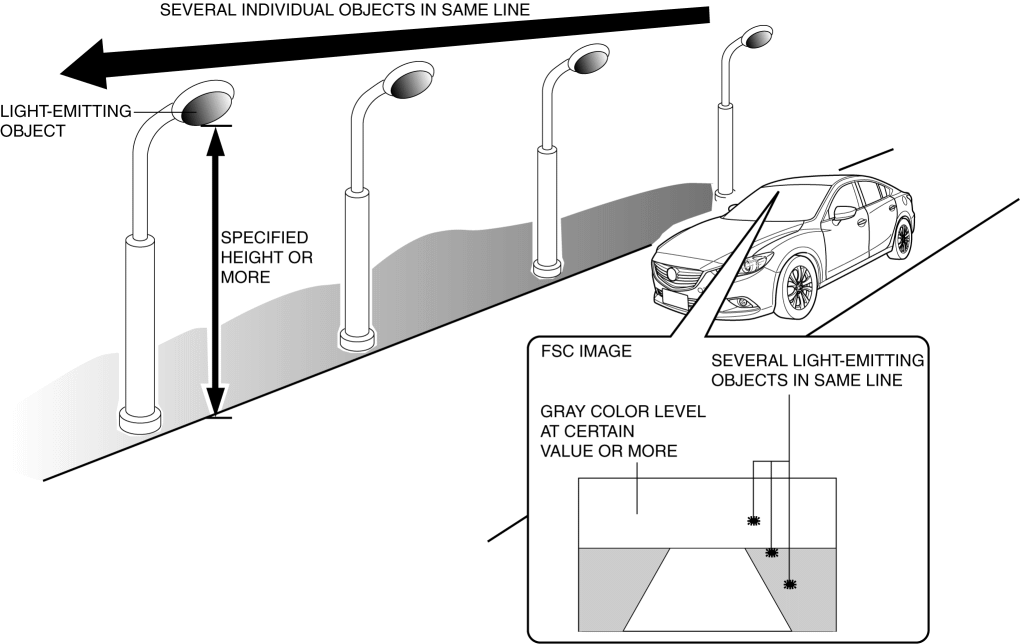 SEVERAL INDIVIDUAL OBJECTS IN SAME LINE
LIGHT-EMITTING
OBJECT
SPECIFIED
HEIGHT OR
MORE
FSC IMAGE
SEVERAL LIGHT-EMITTING
OBJECTS IN SAME LINE
GRAY COLOR LEVEL
AT CERTAIN
VALUE OR MORE